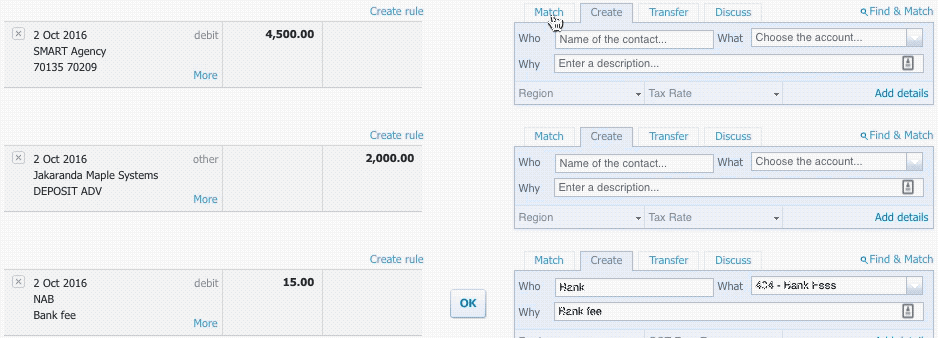 Create rule
Match Create Transfer Discuss Find & Match
2 Oct 2016 debit 4,500.00
SMART Agency
70135 70209
More
Who Name of the contact... What Choose the account...
Why Enter a description...
Region Tax Rate Add details
Create rule
Match Create Transfer Discuss Find & Match
2 Oct 2016 other 2,000.00
Jakaranda Maple Systems
DEPOSIT ADV
More
Who Name of the contact... What Choose the account...
Why Enter a description...
Region Tax Rate Add details
Create rule
Match Create Transfer Discuss Find & Match
2 Oct 2016 debit 15.00
NAB
Bank fee
More
OK
Who Bank What 404 - Bank Fees
Why Bank fee